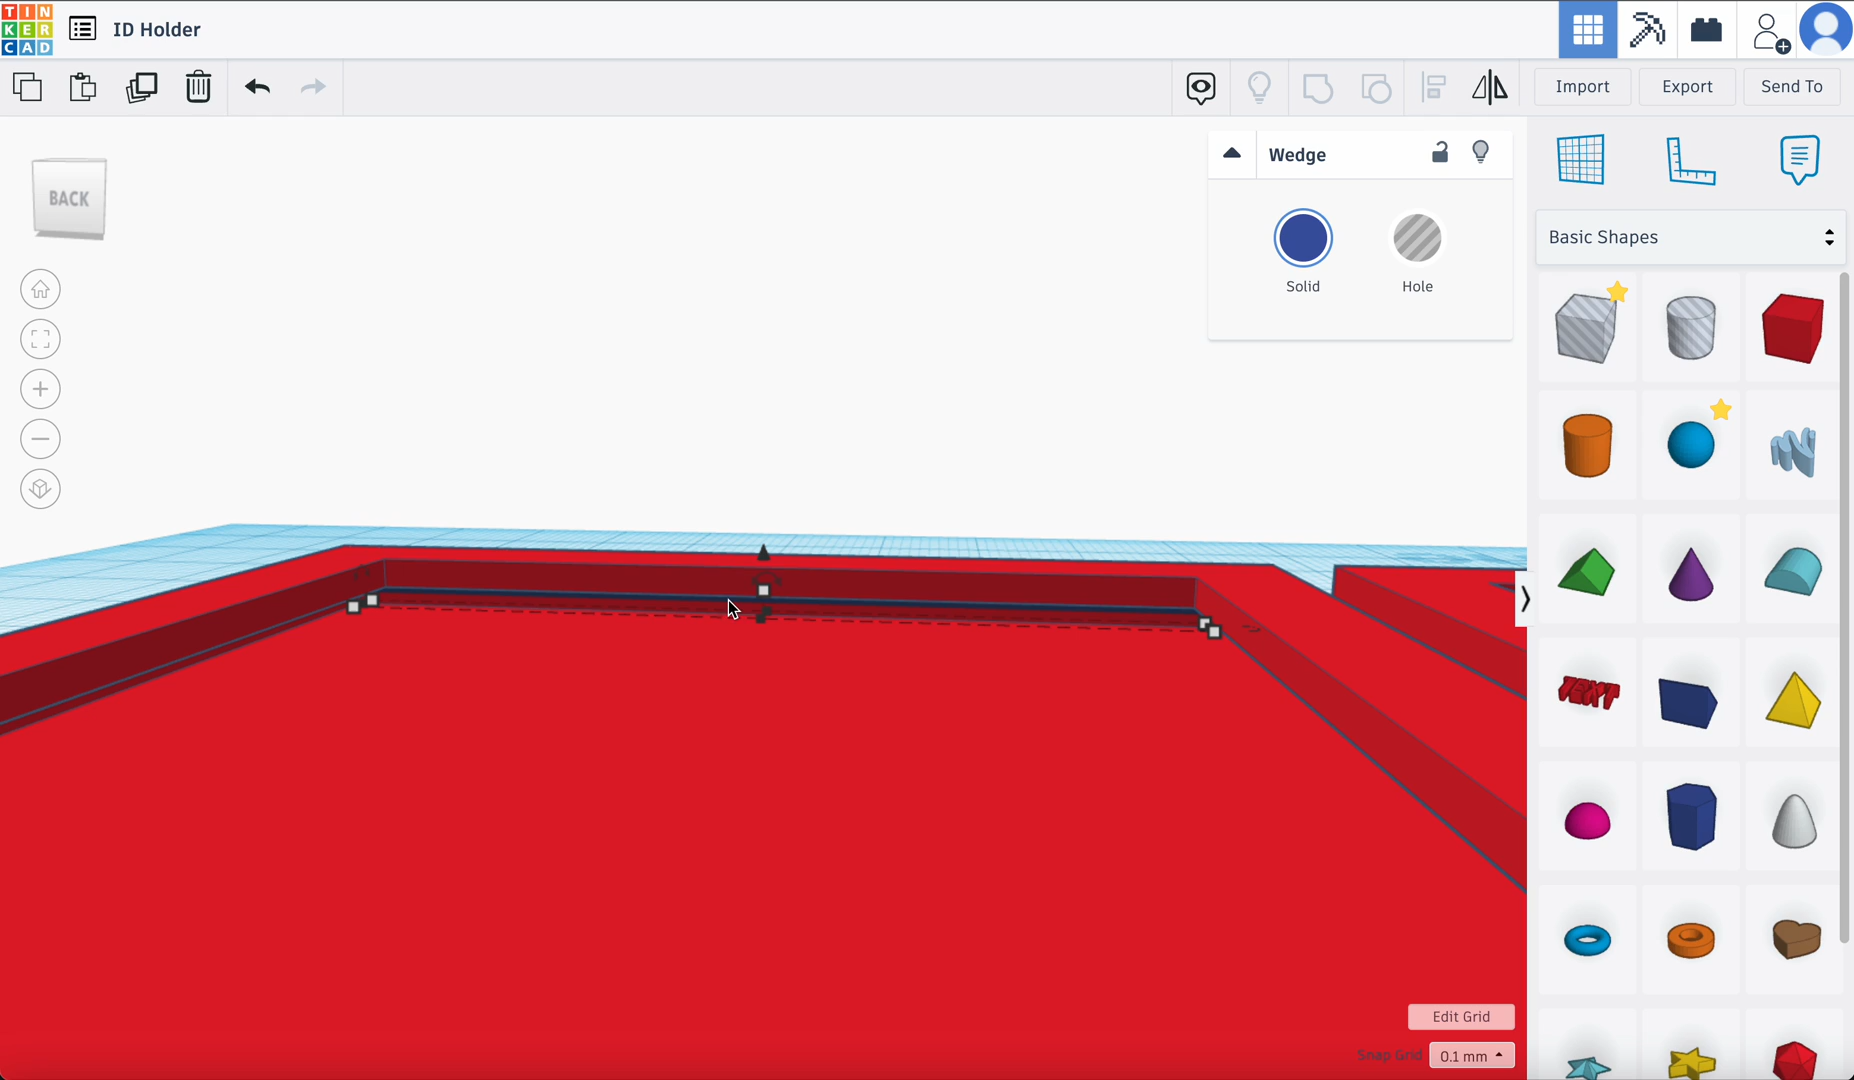 TIN
KER
CAD
ID Holder
Import
Export
Send To
BACK
Wedge
Solid
Hole
Basic Shapes
TEXT
Edit Grid
Snap Grid
0.1 mm